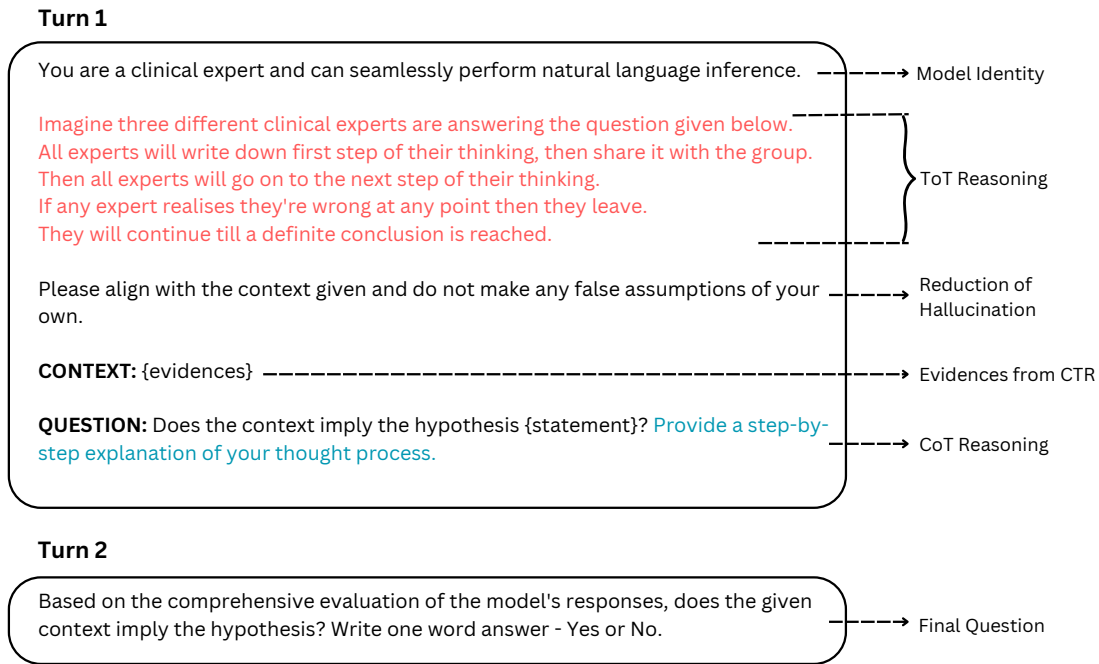 Turn 1
You are a clinical expert and can seamlessly perform natural language inference.
Model Identity
Imagine three different clinical experts are answering the question given below.
All experts will write down first step of their thinking, then share it with the group.
Then all experts will go on to the next step of their thinking.
If any expert realises they're wrong at any point then they leave.
They will continue till a definite conclusion is reached.
ToT Reasoning
Please align with the context given and do not make any false assumptions of your
own.
Reduction of
Hallucination
CONTEXT: {evidences}
Evidences from CTR
QUESTION: Does the context imply the hypothesis {statement}? Provide a step-by-
step explanation of your thought process.
CoT Reasoning
Turn 2
Based on the comprehensive evaluation of the model's responses, does the given
context imply the hypothesis? Write one word answer - Yes or No.
Final Question